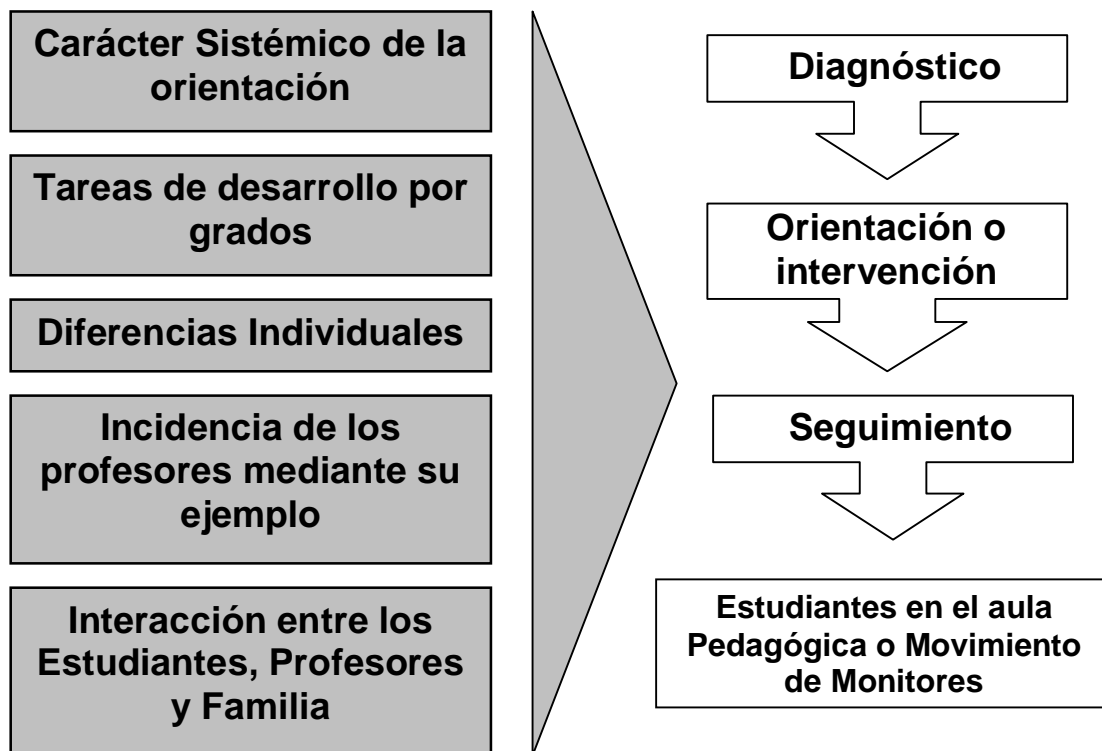 Carácter Sistémico de la
orientación
Tareas de desarrollo por
grados
Diferencias Individuales
Incidencia de los
profesores mediante su
ejemplo
Interacción entre los
Estudiantes, Profesores
y Familia
Diagnóstico
Orientación o
intervención
Seguimiento
Estudiantes en el aula
Pedagógica o Movimiento
de Monitores